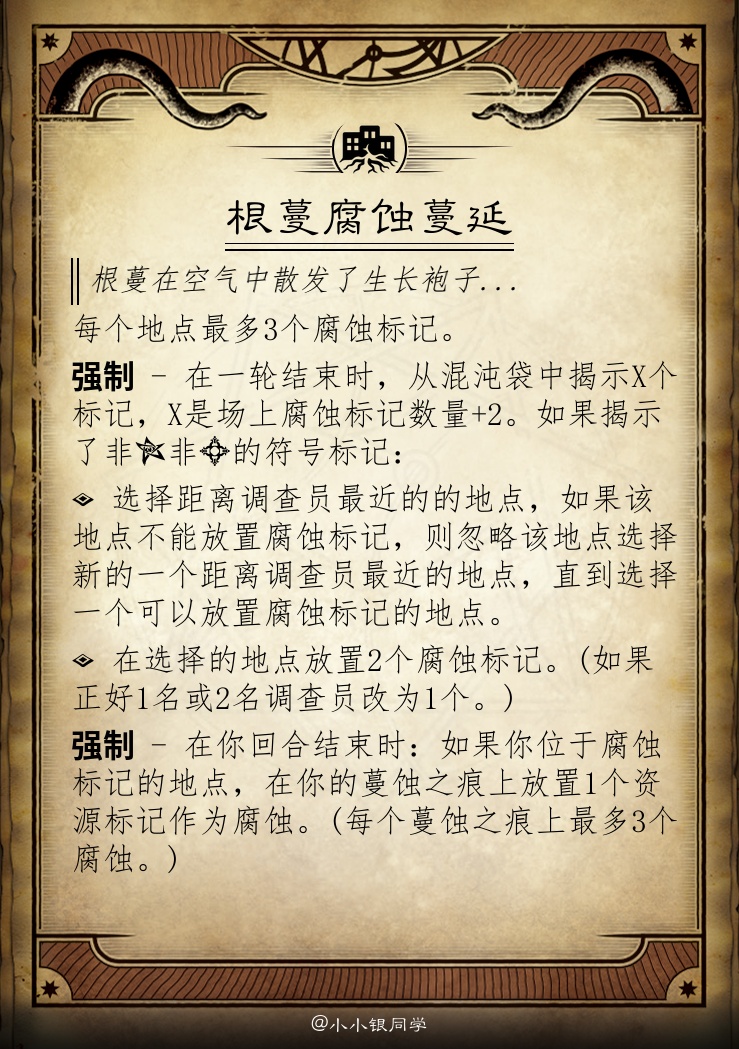 根蔓腐蚀蔓延
根蔓在空气中散发了生长袍子...
每个地点最多3个腐蚀标记。
强制 - 在一轮结束时，从混沌袋中揭示X个
标记，X是场上腐蚀标记数量+2。如果揭示
了非非的符号标记：
选择距离调查员最近的的地点，如果该
地点不能放置腐蚀标记，则忽略该地点选择
新的一个距离调查员最近的地点，直到选择
一个可以放置腐蚀标记的地点。
在选择的地点放置2个腐蚀标记。(如果
正好1名或2名调查员改为1个。)
强制 - 在你回合结束时：如果你位于腐蚀
标记的地点，在你的蔓蚀之痕上放置1个资
源标记作为腐蚀。(每个蔓蚀之痕上最多3个
腐蚀。)
@小小银同学